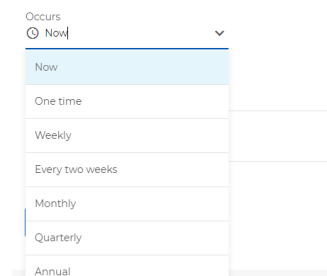 Occurs
Now
Now
One time
Weekly
Every two weeks
Monthly
Quarterly
Annual